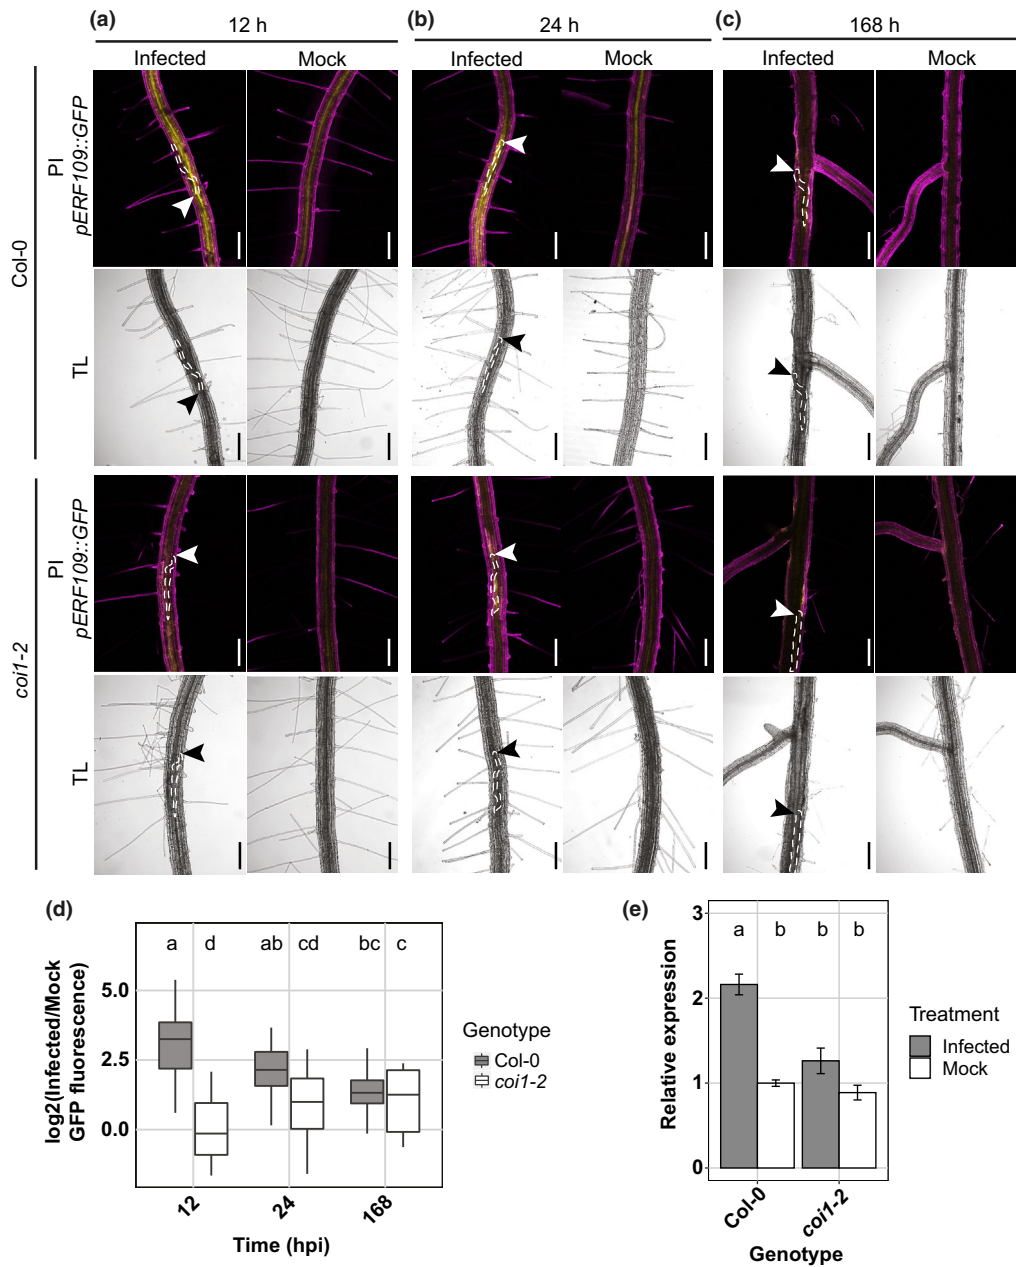 (a) (b) (c)
12 h 24 h 168 h
Infected Mock Infected Mock Infected Mock
Col-0
PI
pERF109::GFP
TL
coi1-2
PI
pERF109::GFP
TL
(d)
log2(Infected/Mock
GFP fluorescence)
a d ab cd bc c
5.0
2.5
0.0
12 24 168
Time (hpi)
Genotype
Col-0
coi1-2
(e)
Relative expression
a b b b
3
2
1
0
Col-0 coi1-2
Genotype
Treatment
Infected
Mock